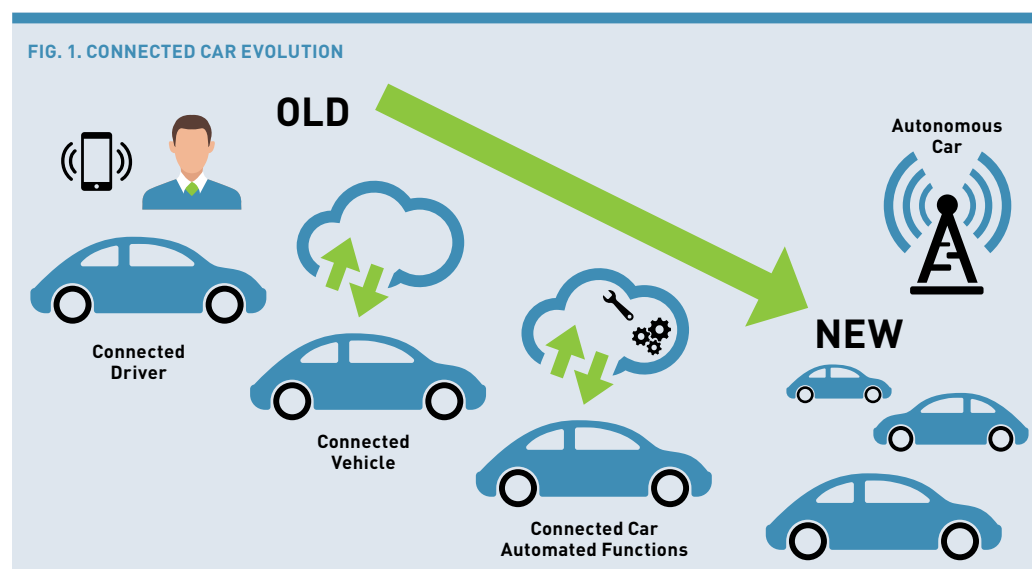 FIG. 1. CONNECTED CAR EVOLUTION
OLD
Autonomous
Car
NEW
Connected
Driver
Connected
Vehicle
Connected Car
Automated Functions